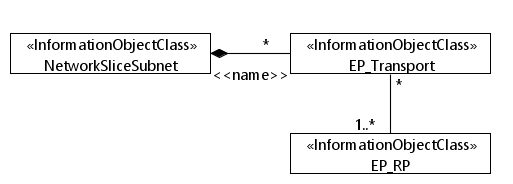 «InformationObjectClass»
NetworkSliceSubnet
*
<<name>>
«InformationObjectClass»
EP_Transport
*
1..*
«InformationObjectClass»
EP_RP